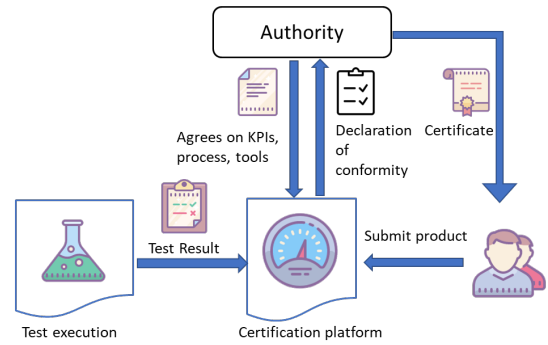 Authority
Agrees on KPIs,
process, tools
Declaration
of
conformity
Certificate
Test Result
Submit product
Test execution
Certification platform